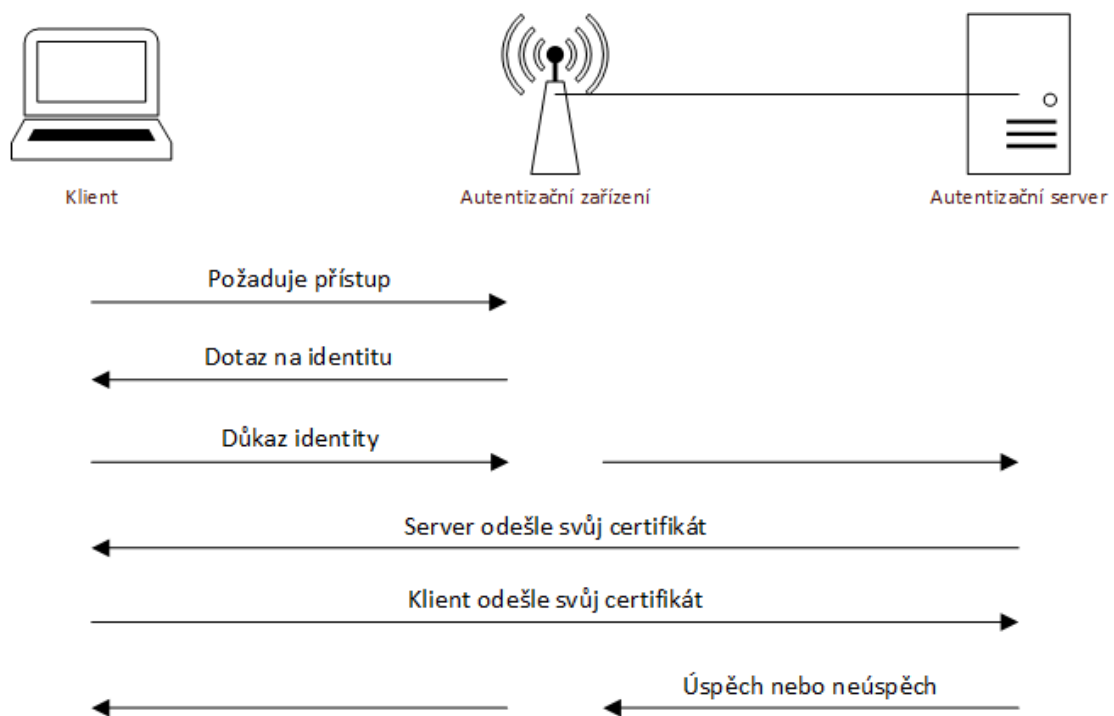 Klient
Autentizační zařízení
Autentizační server
Požaduje přístup
Dotaz na identitu
Důkaz identity
Server odešle svůj certifikát
Klient odešle svůj certifikát
Úspěch nebo neúspěch